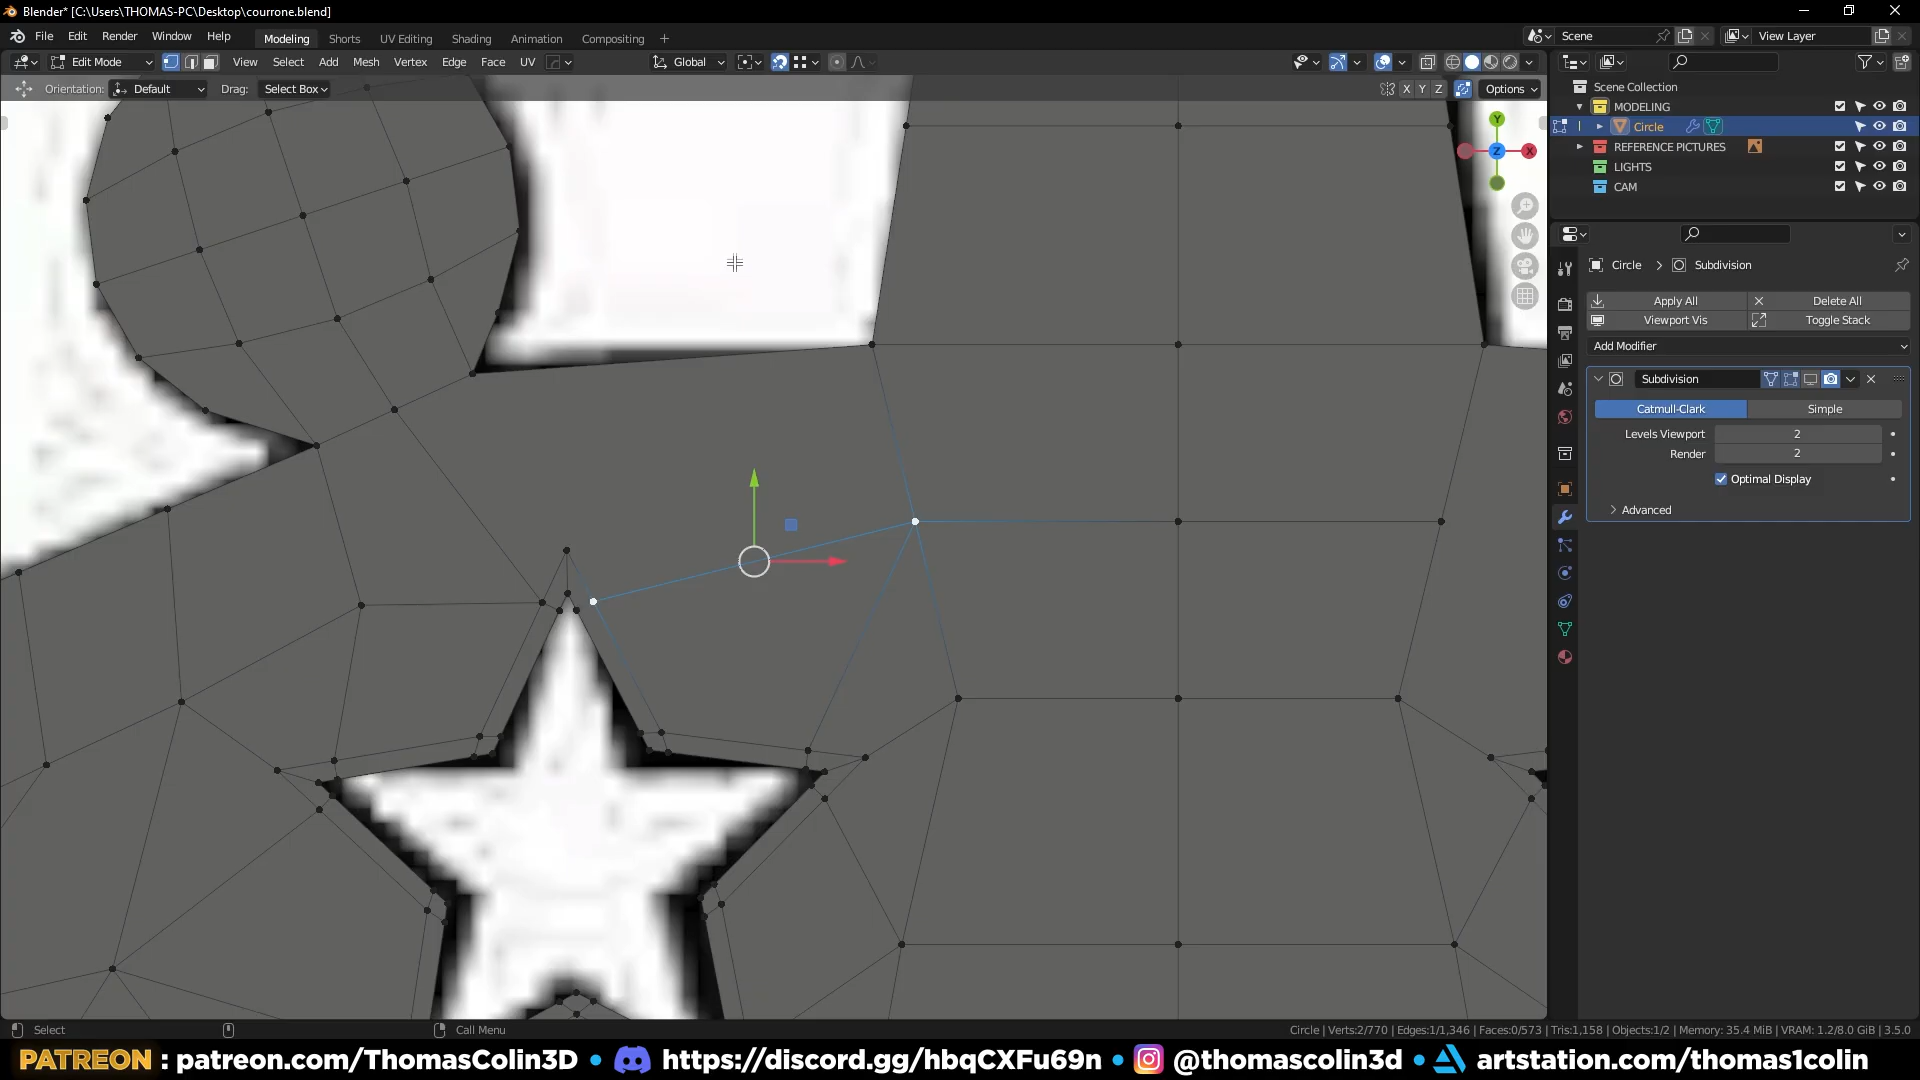 Blender* [C:\Users\THOMAS-PC\Desktop\courrone.blend]
File Edit Render Window Help Modeling Shorts UV Editing Shading Animation Compositing + Scene View Layer
Edit Mode View Select Add Mesh Vertex Edge Face UV Global
Orientation: Default Drag: Select Box X Y Z Options
Scene Collection
MODELING
Circle
REFERENCE PICTURES
LIGHTS
CAM
Y
Z X
Circle > Subdivision
Apply All Delete All
Viewport Vis Toggle Stack
Add Modifier
Subdivision
Catmull-Clark Simple
Levels Viewport 2
Render 2
Optimal Display
Advanced
Select Call Menu Circle | Verts:2/770 | Edges:1/1,346 | Faces:0/573 | Tris:1,158 | Objects:1/2 | Memory: 35.4 MiB | VRAM: 1.2/8.0 GiB | 3.5.0
PATREON : patreon.com/ThomasColin3D • https://discord.gg/hbqCXFu69n • @thomascolin3d • artstation.com/thomas1colin